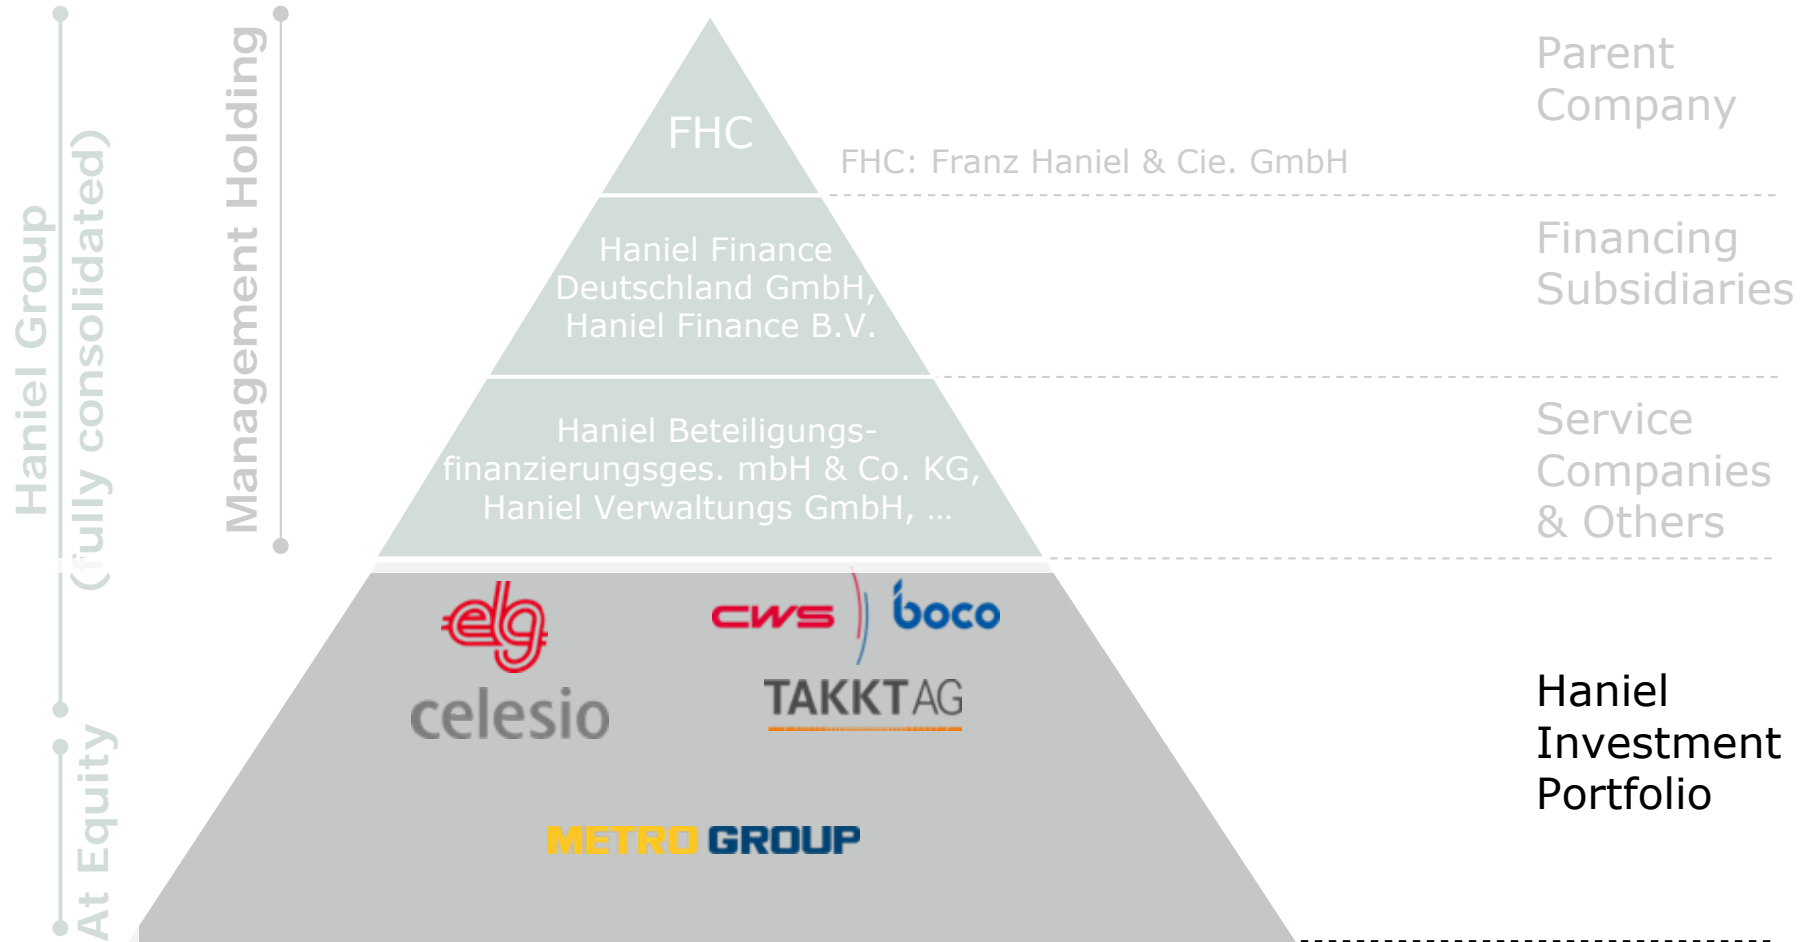 Haniel Group
(fully consolidated)
At Equity
Management Holding
FHC
FHC: Franz Haniel & Cie. GmbH
Parent
Company
Haniel Finance
Deutschland GmbH,
Haniel Finance B.V.
Financing
Subsidiaries
Haniel Beteiligungs-
finanzierungsges. mbH & Co. KG,
Haniel Verwaltungs GmbH, …
Service
Companies
& Others
elg
cws boco
celesio
TAKKT AG
METRO GROUP
Haniel
Investment
Portfolio